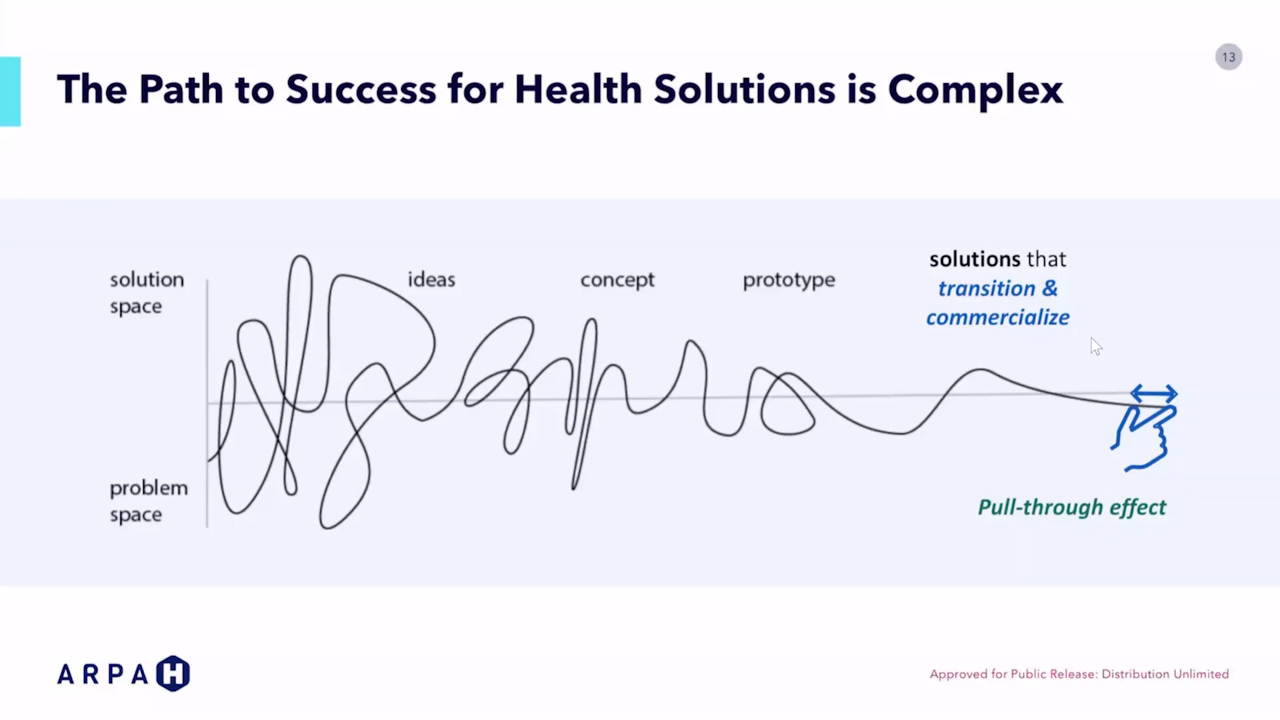 13
The Path to Success for Health Solutions is Complex
solution
space
ideas
concept
prototype
solutions that
transition &
commercialize
problem
space
Pull-through effect
ARPA H
Approved for Public Release: Distribution Unlimited